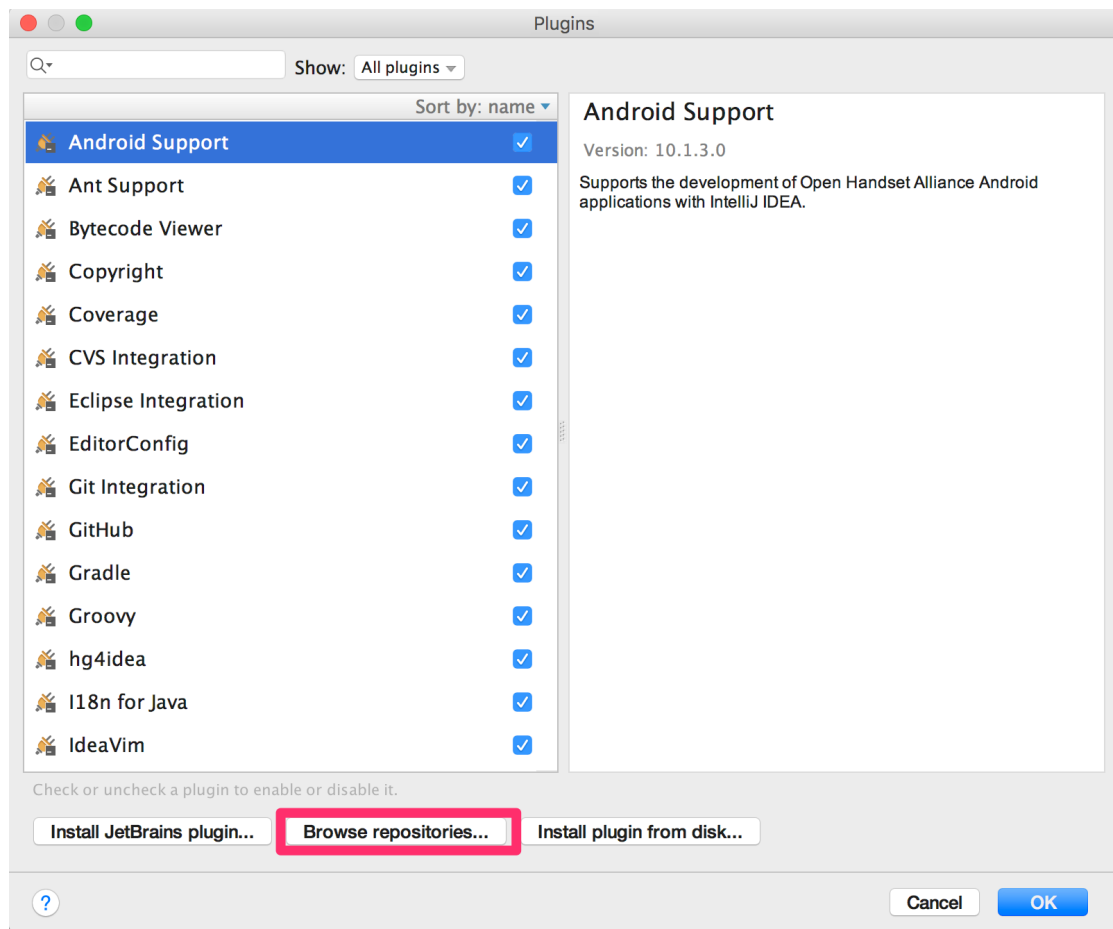 Plugins
Show: All plugins
Sort by: name
Android Support
Ant Support
Bytecode Viewer
Copyright
Coverage
CVS Integration
Eclipse Integration
EditorConfig
Git Integration
GitHub
Gradle
Groovy
hg4idea
I18n for Java
IdeaVim
Android Support
Version: 10.1.3.0
Supports the development of Open Handset Alliance Android
applications with IntelliJ IDEA.
Check or uncheck a plugin to enable or disable it.
Install JetBrains plugin... Browse repositories... Install plugin from disk...
? Cancel OK